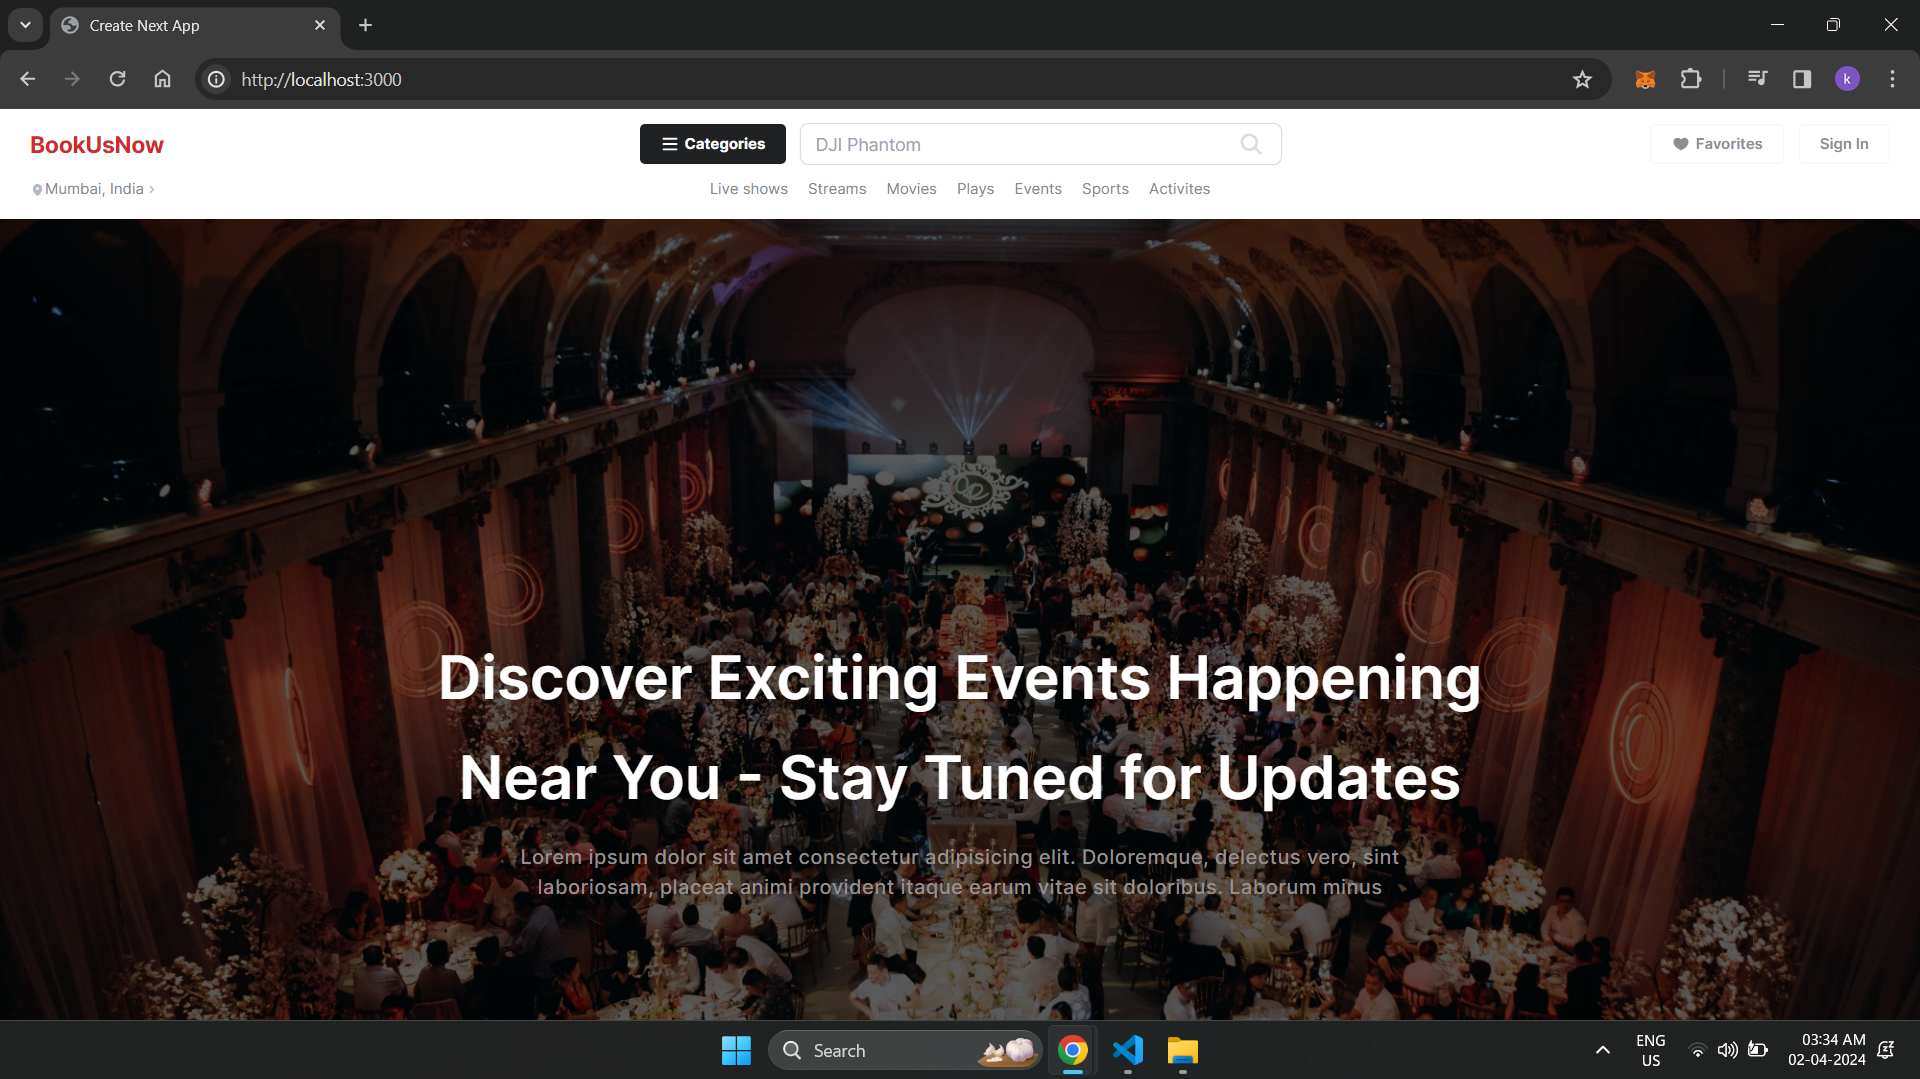 Create Next App
http://localhost:3000
k
BookUsNow
Categories
DJI Phantom
Favorites
Sign In
Mumbai, India
Live shows Streams Movies Plays Events Sports Activites
Discover Exciting Events Happening
Near You - Stay Tuned for Updates
Lorem ipsum dolor sit amet consectetur adipisicing elit. Doloremque, delectus vero, sint
laboriosam, placeat animi provident itaque earum vitae sit doloribus. Laborum minus
Search
ENG
US
03:34 AM
02-04-2024